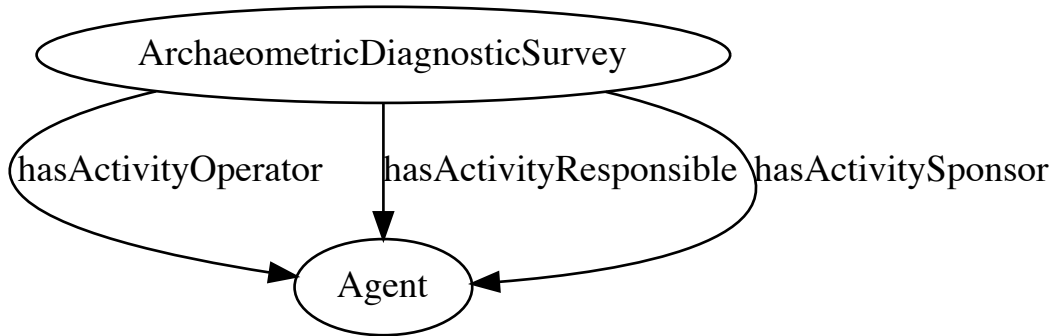 ArchaeometricDiagnosticSurvey
hasActivityOperator
hasActivityResponsible
hasActivitySponsor
Agent